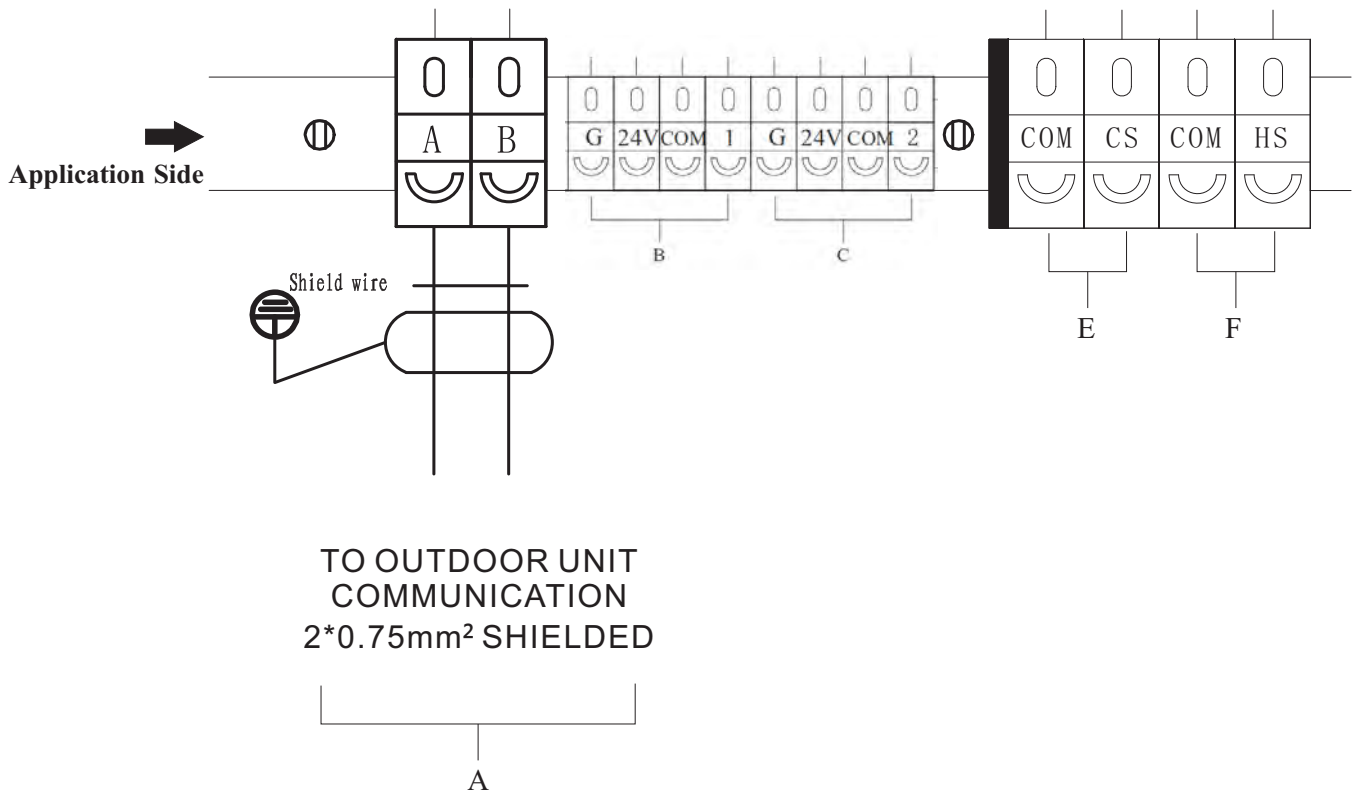 Application Side
A B
G 24V COM 1 G 24V COM 2
COM CS COM HS
B C
E F
Shield wire
TO OUTDOOR UNIT
COMMUNICATION
2*0.75mm² SHIELDED
A